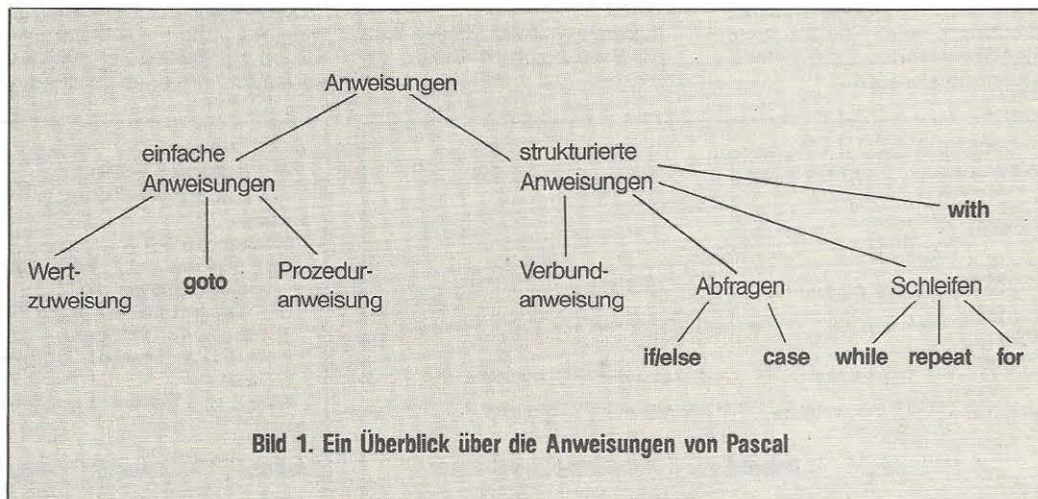 Anweisungen
einfache
Anweisungen
strukturierte
Anweisungen
with
Wert-
zuweisung
goto
Prozedur-
anweisung
Verbund-
anweisung
Abfragen
Schleifen
if/else
case
while
repeat
for
Bild 1. Ein Überblick über die Anweisungen von Pascal